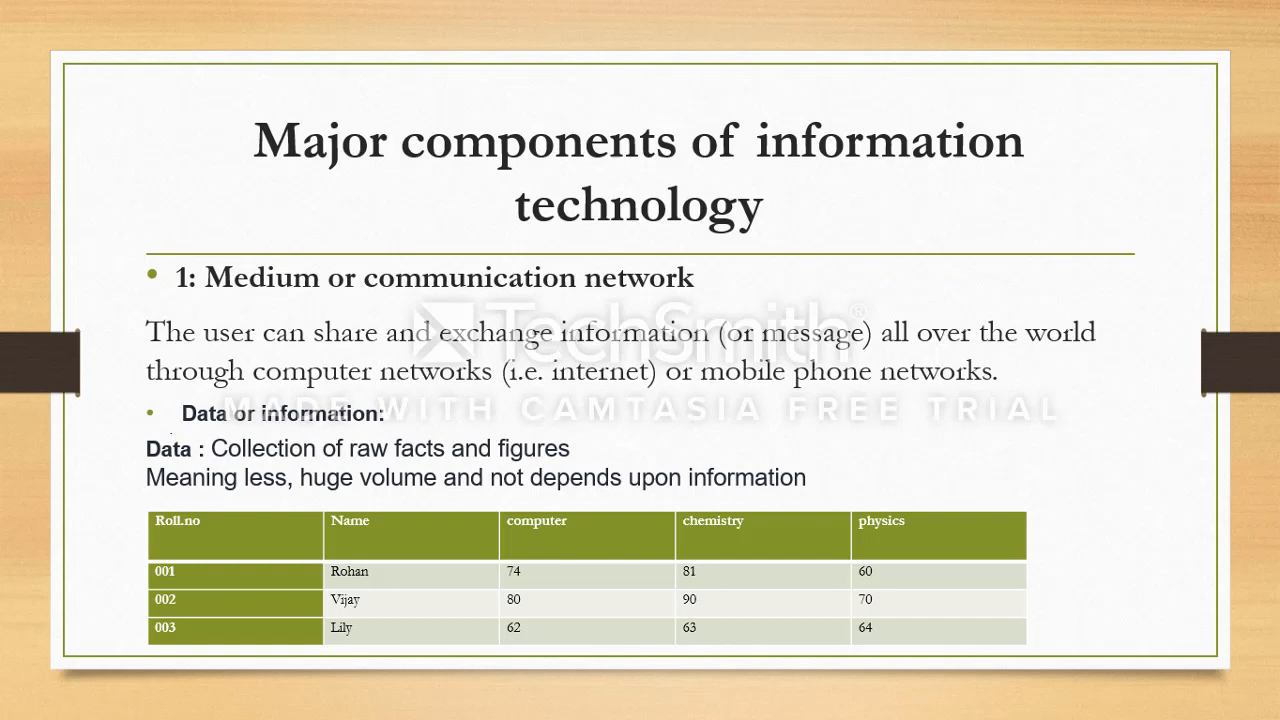 Major components of information
technology
• 1: Medium or communication network
The user can share and exchange information (or message) all over the world
through computer networks (i.e. internet) or mobile phone networks.
• Data or information:
Data : Collection of raw facts and figures
Meaning less, huge volume and not depends upon information
Roll.no Name computer chemistry physics
001 Rohan 74 81 60
002 Vijay 80 90 70
003 Lily 62 63 64
TechSmith®
MADE WITH CAMTASIA FREE TRIAL